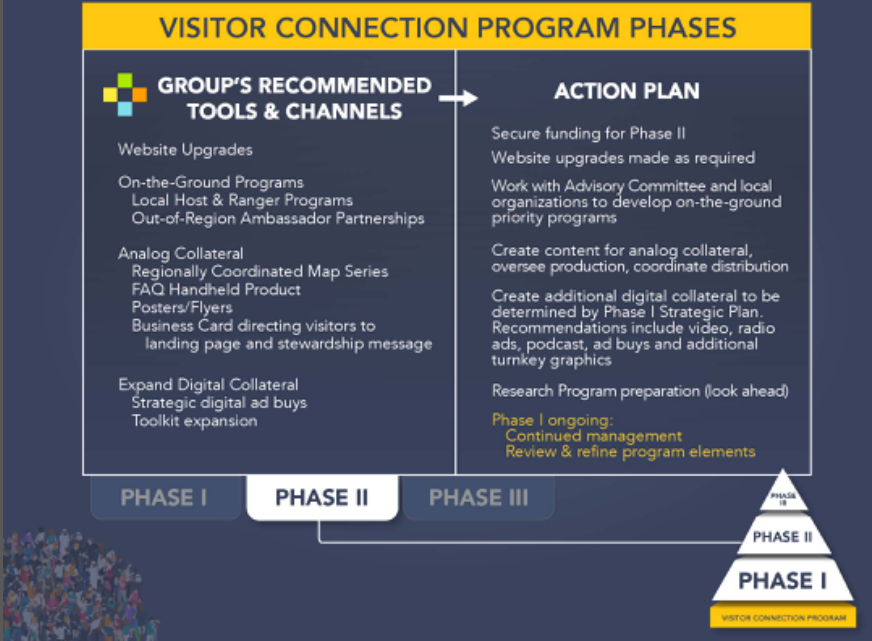 VISITOR CONNECTION PROGRAM PHASES
GROUP'S RECOMMENDED
TOOLS & CHANNELS
Website Upgrades
On-the-Ground Programs
Local Host & Ranger Programs
Out-of-Region Ambassador Partnerships
Analog Collateral
Regionally Coordinated Map Series
FAQ Handheld Product
Posters/Flyers
Business Card directing visitors to
landing page and stewardship message
Expand Digital Collateral
Strategic digital ad buys
Toolkit expansion
ACTION PLAN
Secure funding for Phase II
Website upgrades made as required
Work with Advisory Committee and local
organizations to develop on-the-ground
priority programs
Create content for analog collateral,
oversee production, coordinate distribution
Create additional digital collateral to be
determined by Phase I Strategic Plan.
Recommendations include video, radio
ads, podcast, ad buys and additional
turnkey graphics
Research Program preparation (look ahead)
Phase I ongoing:
Continued management
Review & refine program elements
PHASE I
PHASE II
PHASE III
PHASE
III
PHASE II
PHASE I
VISITOR CONNECTION PROGRAM